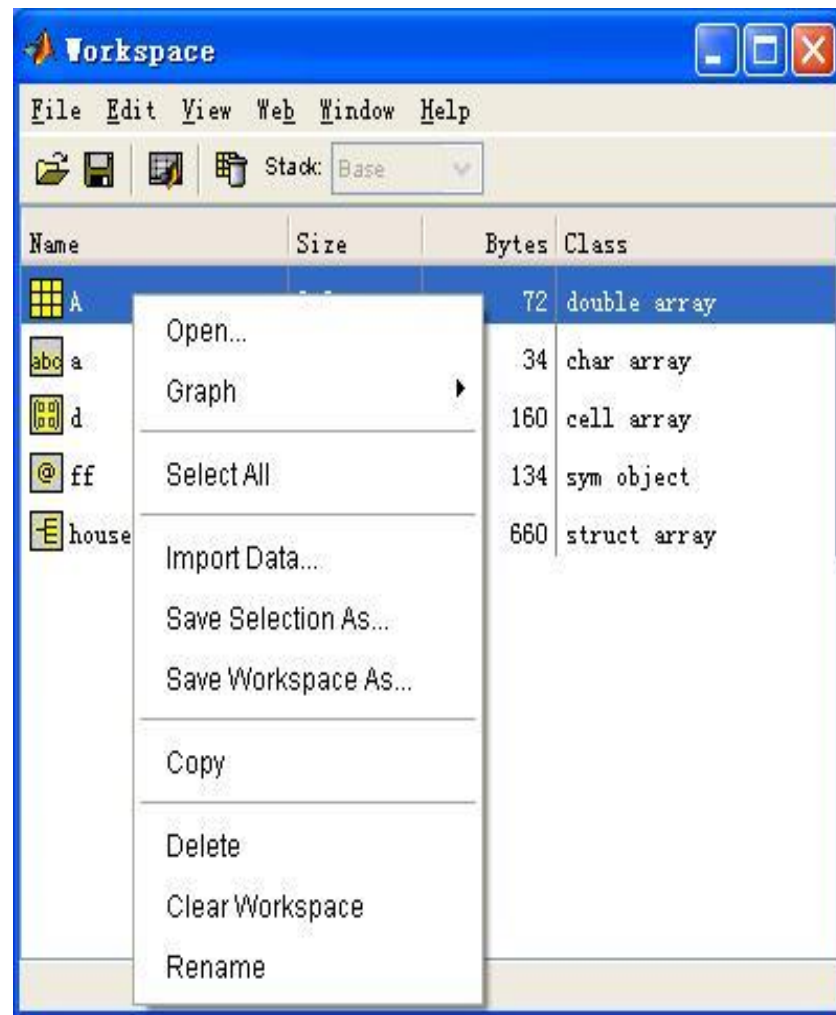 Workspace
File Edit View Web Window Help
Stack: Base
Name Size Bytes Class
A 72 double array
abc a 34 char array
d 160 cell array
@ ff 134 sym object
house 660 struct array
Open...
Graph
Select All
Import Data...
Save Selection As...
Save Workspace As...
Copy
Delete
Clear Workspace
Rename